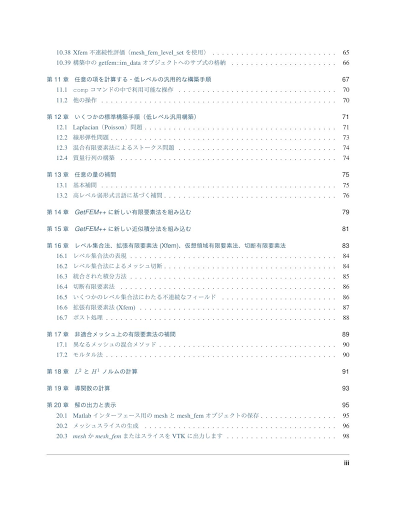 10.38 Xfem 不連続性評価（mesh_fem_level_set を使用） 65
10.39 構築中の getfem::im_data オブジェクトへのサブ式の格納 66
第 11 章 任意の項を計算する - 低レベルの汎用的な構築手順 67
11.1 comp コマンドの中で利用可能な操作 70
11.2 他の操作 70
第 12 章 いくつかの標準構築手順（低レベル汎用構築） 71
12.1 Laplacian（Poisson）問題 71
12.2 線形弾性問題 73
12.3 混合有限要素法によるストークス問題 74
12.4 質量行列の構築 74
第 13 章 任意の量の補間 75
13.1 基本補間 75
13.2 高レベル弱形式言語に基づく補間 76
第 14 章 GetFEM++ に新しい有限要素法を組み込む 79
第 15 章 GetFEM++ に新しい近似積分法を組み込む 81
第 16 章 レベル集合法、拡張有限要素法 (Xfem)、仮想領域有限要素法、切断有限要素法 83
16.1 レベル集合法の表現 84
16.2 レベル集合法によるメッシュ切断 84
16.3 統合された積分方法 85
16.4 切断有限要素法 86
16.5 いくつかのレベル集合法にわたる不連続なフィールド 86
16.6 拡張有限要素法 (Xfem) 87
16.7 ポスト処理 88
第 17 章 非適合メッシュ上の有限要素法の補間 89
17.1 異なるメッシュの混合メソッド 90
17.2 モルタル法 90
第 18 章 L² と H¹ ノルムの計算 91
第 19 章 導関数の計算 93
第 20 章 解の出力と表示 95
20.1 Matlab インターフェース用の mesh と mesh_fem オブジェクトの保存 95
20.2 メッシュスライスの生成 96
20.3 mesh か mesh_fem またはスライスを VTK に出力します 98
iii